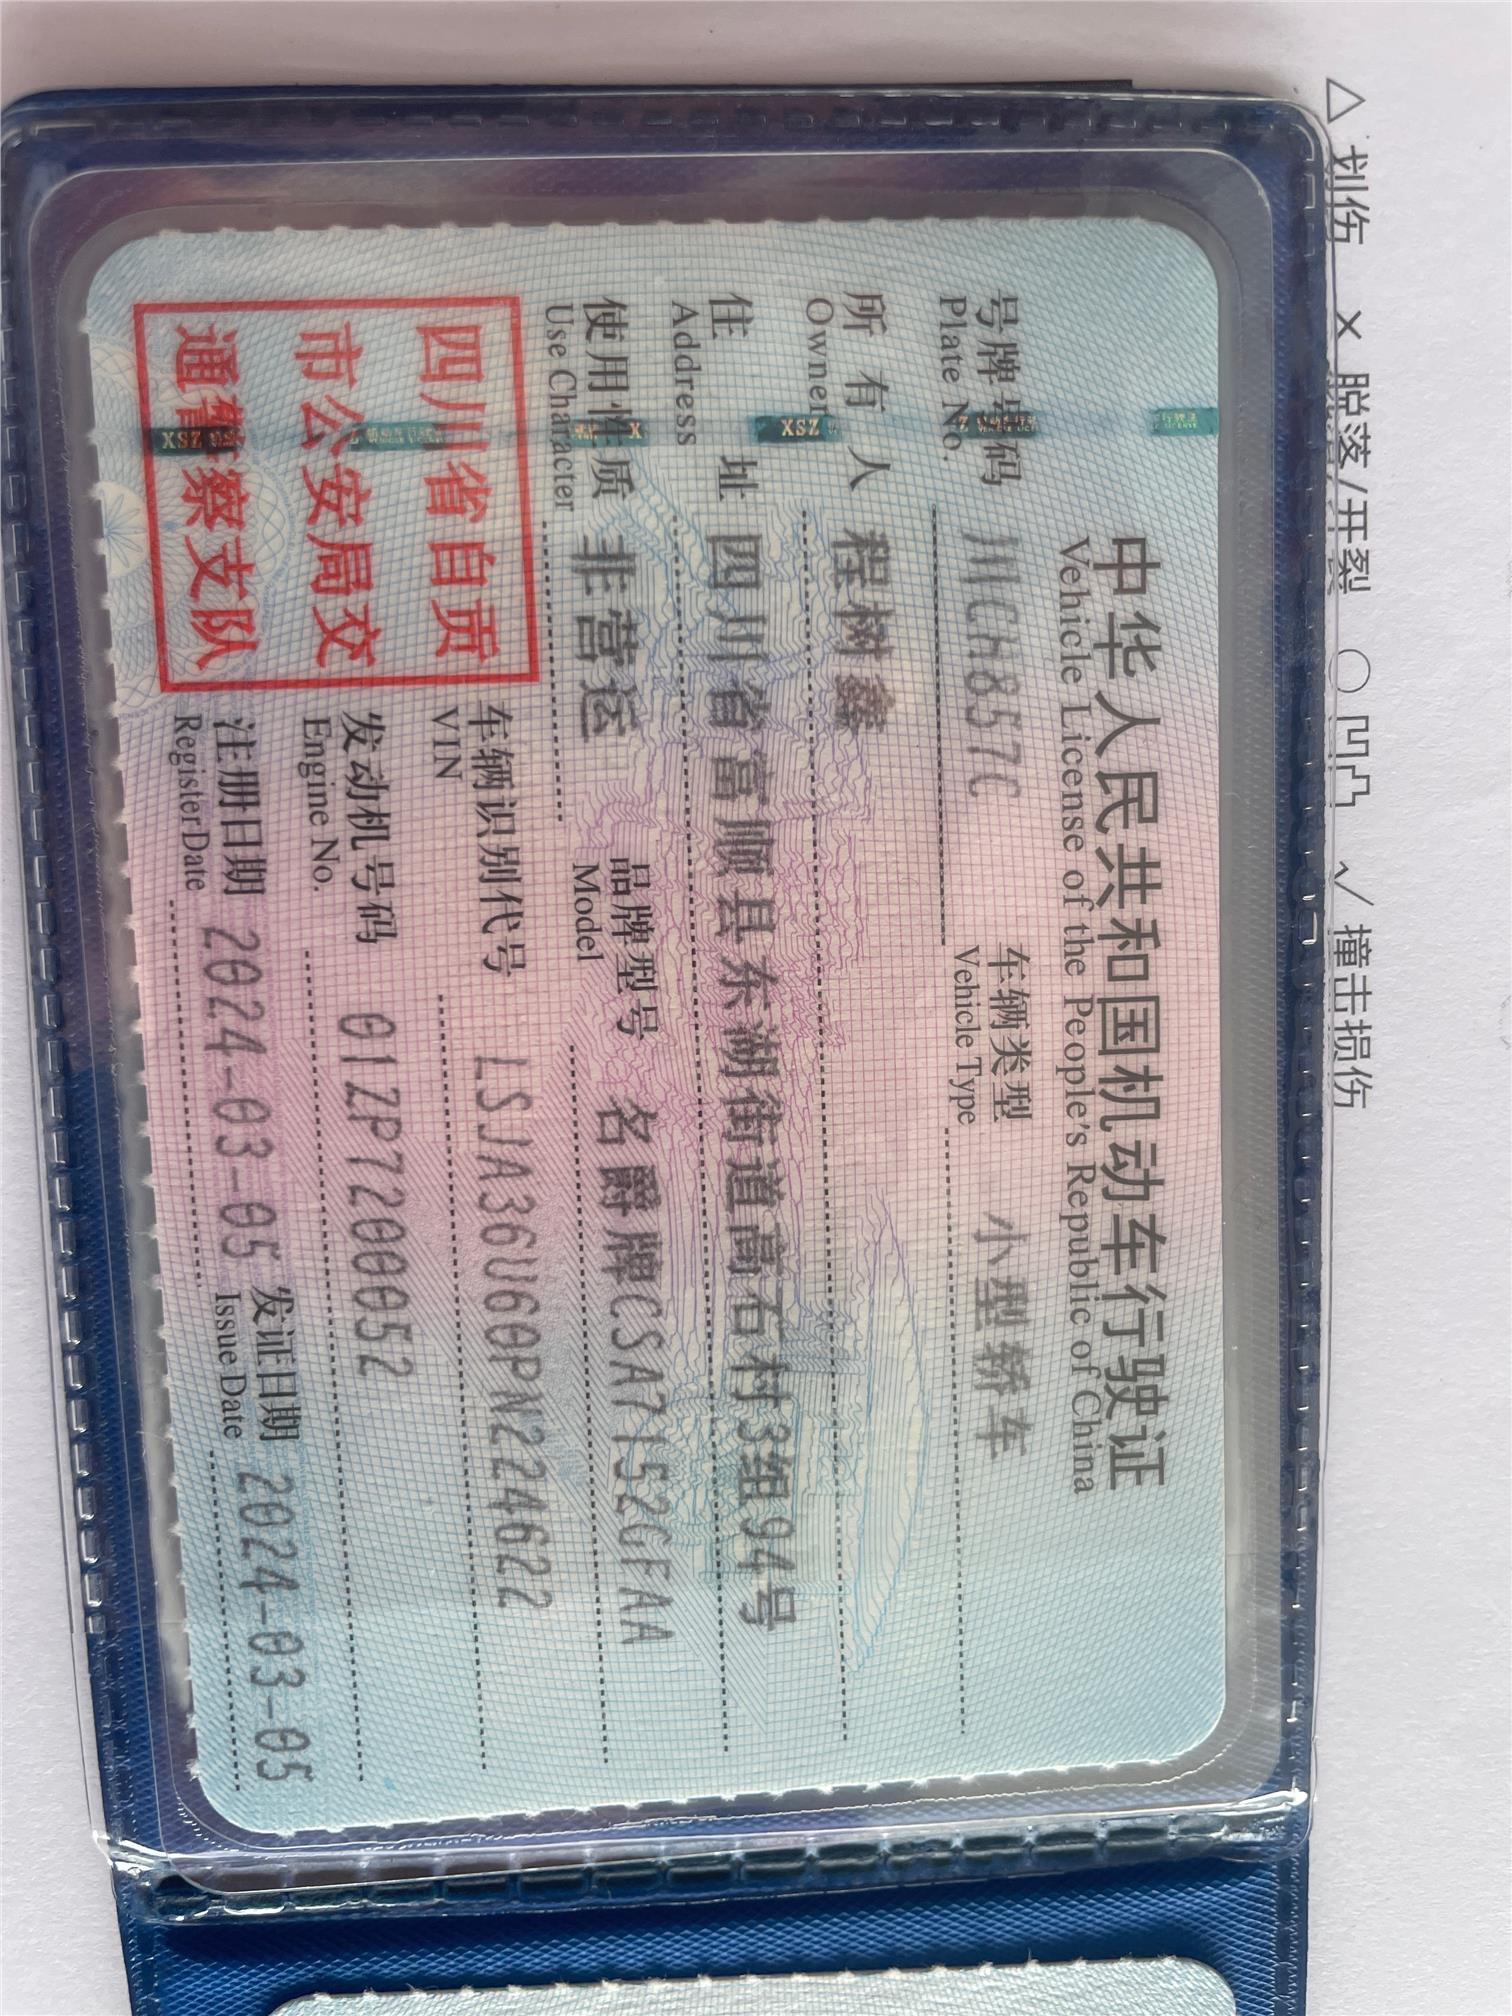 △ 划伤 × 脱落/开裂 ○ 凹凸 √ 撞击损伤
中华人民共和国机动车行驶证
Vehicle License of the People's Republic of China
号牌号码 川CA857C 车辆类型 小型轿车
Plate No. Vehicle Type
所有人 程树鑫
Owner
住址 四川省富顺县东湖街道高石村3组94号
Address
使用性质 非营运 品牌型号 名爵牌CSA7152GFAA
Use Character Model
四川省自贡
市公安局交
通警察支队
车辆识别代号 LSJA36U60PN224622
VIN
发动机号码 01ZP7200052
Engine No.
注册日期 2024-03-05 发证日期 2024-03-05
Register Date Issue Date